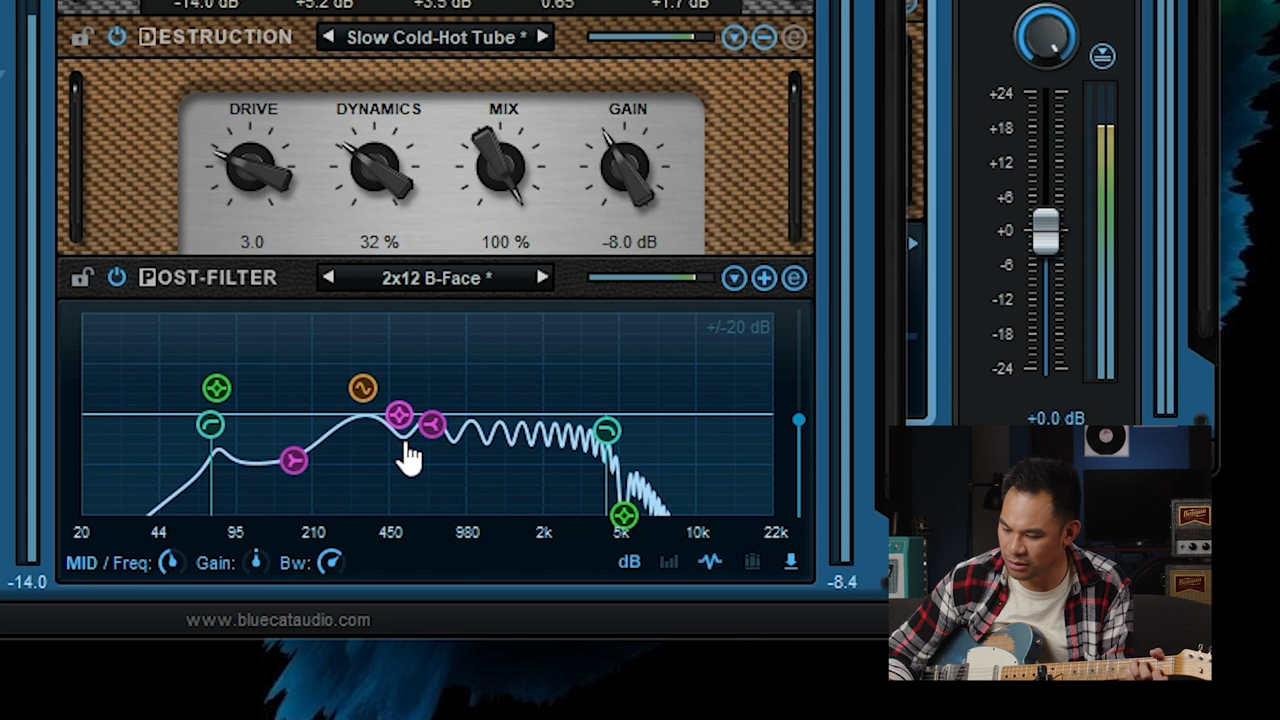 -14.0 dB +5.2 dB +3.5 dB 0.65 +1.7 dB
DESTRUCTION Slow Cold-Hot Tube * e
DRIVE DYNAMICS MIX GAIN
3.0 32 % 100 % -8.0 dB
POST-FILTER 2x12 B-Face * e
+/-20 dB
20 44 95 210 450 980 2k 5k 10k 22k
MID / Freq: Gain: Bw: dB
-14.0 -8.4
www.bluecataudio.com
+24
+18
+12
+6
+0
-6
-12
-18
-24
+0.0 dB